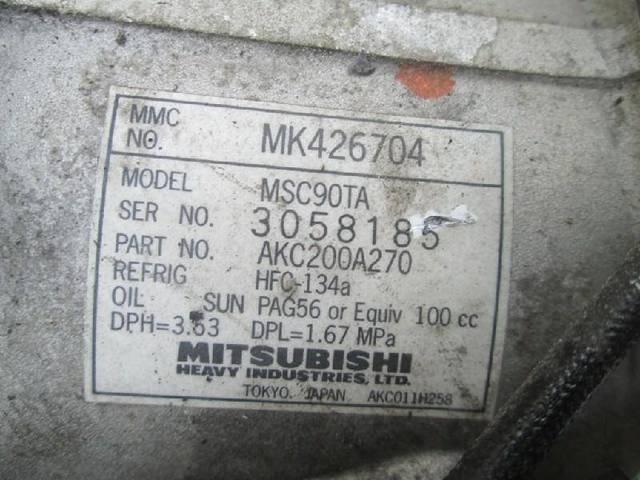 MMC
NO. MK426704
MODEL MSC90TA
SER NO. 3058185
PART NO. AKC200A270
REFRIG HFC-134a
OIL SUN PAG56 or Equiv 100 cc
DPH=3.53 DPL=1.67 MPa
MITSUBISHI
HEAVY INDUSTRIES, LTD.
TOKYO. JAPAN AKC011H258